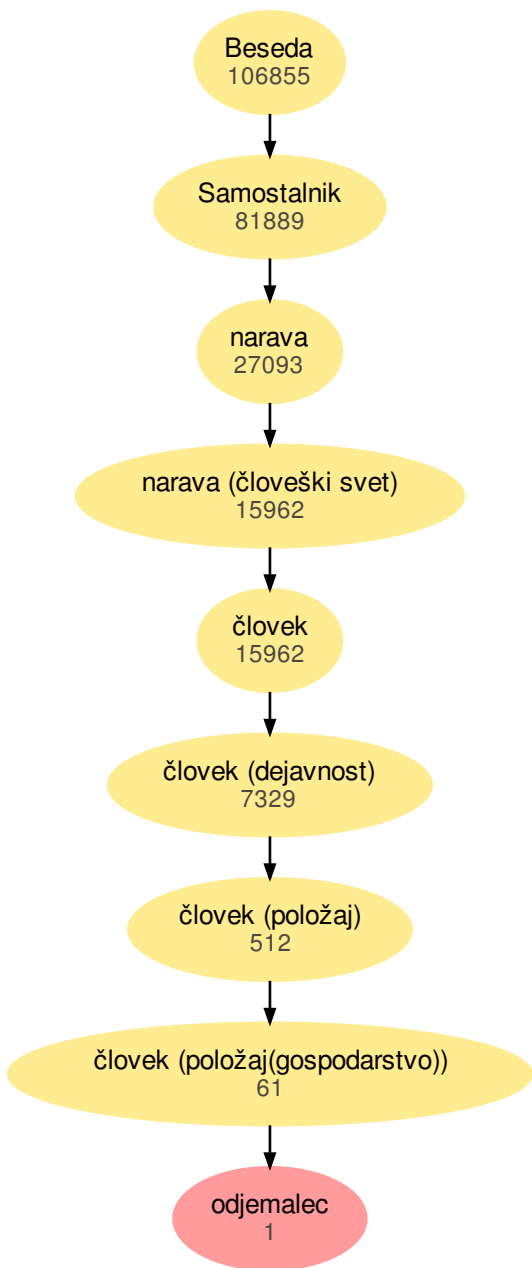 Beseda
106855
Samostalnik
81889
narava
27093
narava (človeški svet)
15962
človek
15962
človek (dejavnost)
7329
človek (položaj)
512
človek (položaj(gospodarstvo))
61
odjemalec
1